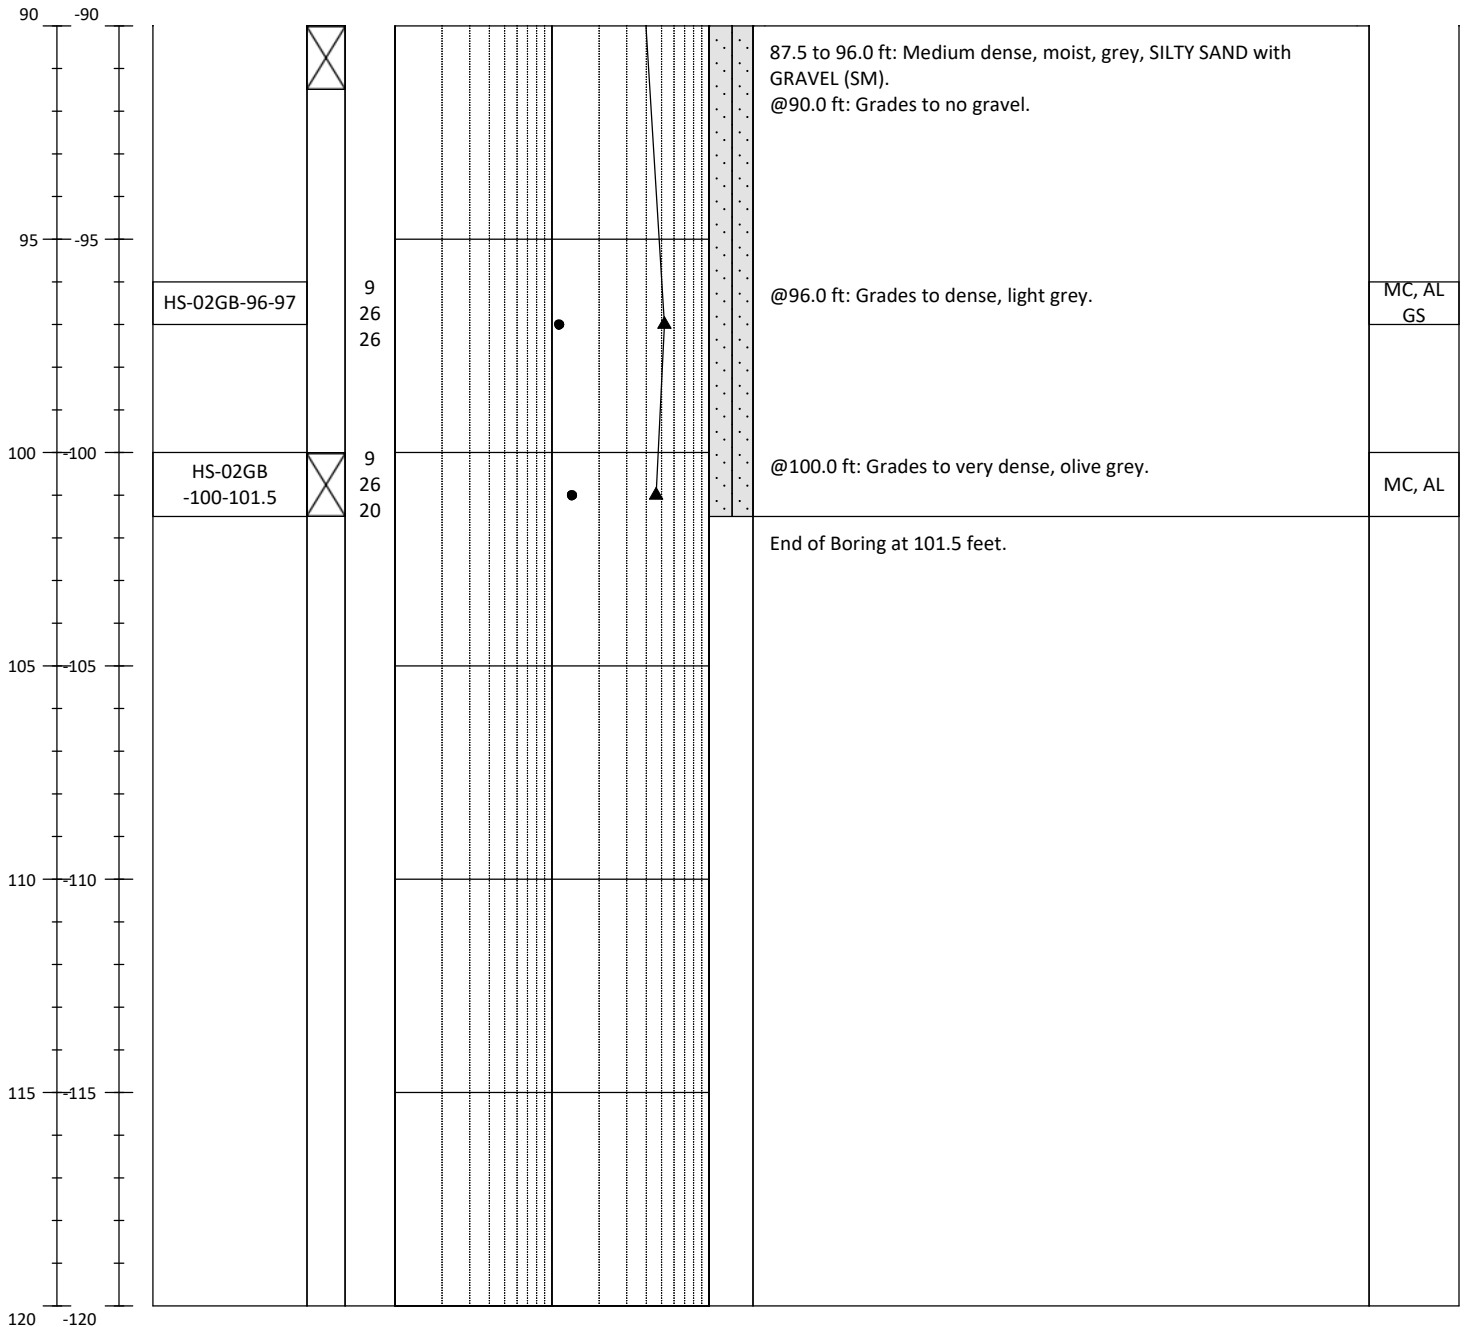 90 -90
87.5 to 96.0 ft: Medium dense, moist, grey, SILTY SAND with
GRAVEL (SM).
@90.0 ft: Grades to no gravel.
95 -95
HS-02GB-96-97
9
26
26
@96.0 ft: Grades to dense, light grey.
MC, AL
GS
100 -100
HS-02GB
-100-101.5
9
26
20
@100.0 ft: Grades to very dense, olive grey.
MC, AL
End of Boring at 101.5 feet.
105 -105
110 -110
115 -115
120 -120